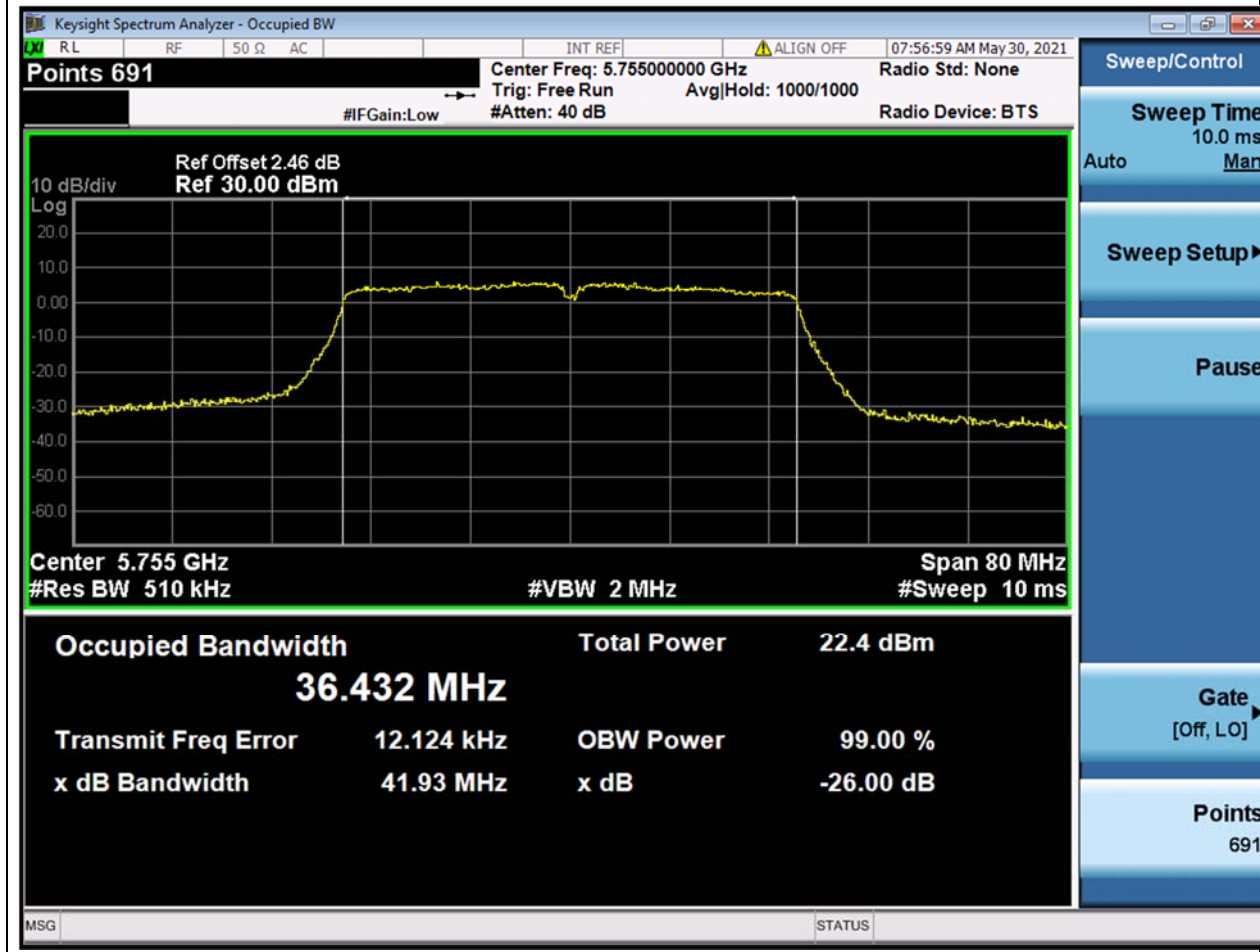 Keysight Spectrum Analyzer - Occupied BW
LXI RL RF 50 Ω AC INT REF ALIGN OFF 07:56:59 AM May 30, 2021
Points 691
Center Freq: 5.755000000 GHz Radio Std: None
Trig: Free Run Avg|Hold: 1000/1000
#IFGain:Low #Atten: 40 dB Radio Device: BTS
Ref Offset 2.46 dB
10 dB/div Ref 30.00 dBm
Log
20.0
10.0
0.00
-10.0
-20.0
-30.0
-40.0
-50.0
-60.0
Center 5.755 GHz Span 80 MHz
#Res BW 510 kHz #VBW 2 MHz #Sweep 10 ms
Occupied Bandwidth Total Power 22.4 dBm
36.432 MHz
Transmit Freq Error 12.124 kHz OBW Power 99.00 %
x dB Bandwidth 41.93 MHz x dB -26.00 dB
MSG STATUS
Sweep/Control
Sweep Time
10.0 ms
Auto Man
Sweep Setup
Pause
Gate
[Off, LO]
Points
691